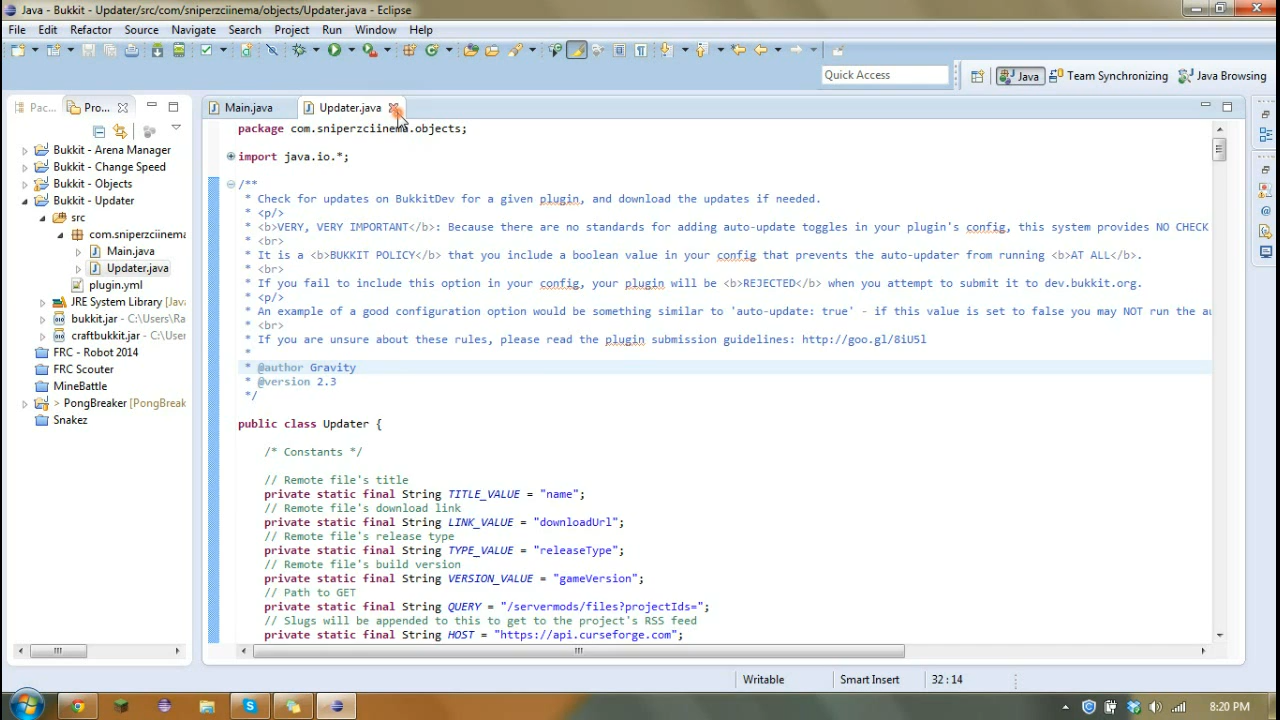 Java - Bukkit - Updater/src/com/sniperzciinema/objects/Updater.java - Eclipse
File Edit Refactor Source Navigate Search Project Run Window Help
Quick Access
Java
Team Synchronizing
Java Browsing
Pac...
Pro...
Main.java
Updater.java
Bukkit - Arena Manager
Bukkit - Change Speed
Bukkit - Objects
Bukkit - Updater
src
com.sniperzciinema
Main.java
Updater.java
plugin.yml
JRE System Library [Java
bukkit.jar - C:\Users\Ra
craftbukkit.jar - C:\User
FRC - Robot 2014
FRC Scouter
MineBattle
> PongBreaker [PongBreak
Snakez
package com.sniperzciinema.objects;
import java.io.*;
/**
* Check for updates on BukkitDev for a given plugin, and download the updates if needed.
* <p/>
* <b>VERY, VERY IMPORTANT</b>: Because there are no standards for adding auto-update toggles in your plugin's config, this system provides NO CHECK
* <br>
* It is a <b>BUKKIT POLICY</b> that you include a boolean value in your config that prevents the auto-updater from running <b>AT ALL</b>.
* <br>
* If you fail to include this option in your config, your plugin will be <b>REJECTED</b> when you attempt to submit it to dev.bukkit.org.
* <p/>
* An example of a good configuration option would be something similar to 'auto-update: true' - if this value is set to false you may NOT run the au
* <br>
* If you are unsure about these rules, please read the plugin submission guidelines: http://goo.gl/8iU5l
*
* @author Gravity
* @version 2.3
*/
public class Updater {
/* Constants */
// Remote file's title
private static final String TITLE_VALUE = "name";
// Remote file's download link
private static final String LINK_VALUE = "downloadUrl";
// Remote file's release type
private static final String TYPE_VALUE = "releaseType";
// Remote file's build version
private static final String VERSION_VALUE = "gameVersion";
// Path to GET
private static final String QUERY = "/servermods/files?projectIds=";
// Slugs will be appended to this to get to the project's RSS feed
private static final String HOST = "https://api.curseforge.com";
Writable
Smart Insert
32 : 14
8:20 PM